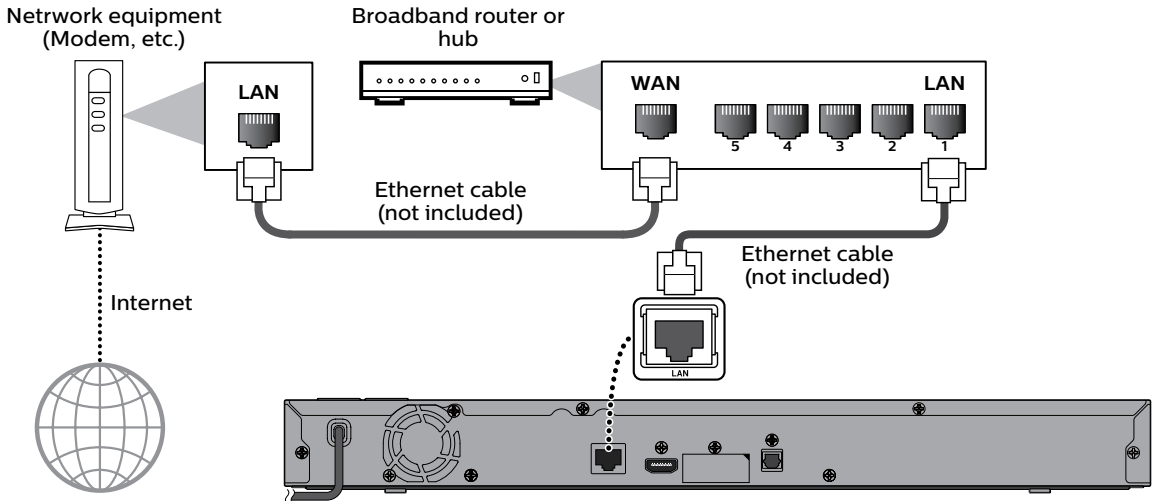 Netrwork equipment
(Modem, etc.)
Broadband router or
hub
LAN
WAN
LAN
5
4
3
2
1
Ethernet cable
(not included)
Ethernet cable
(not included)
Internet
LAN